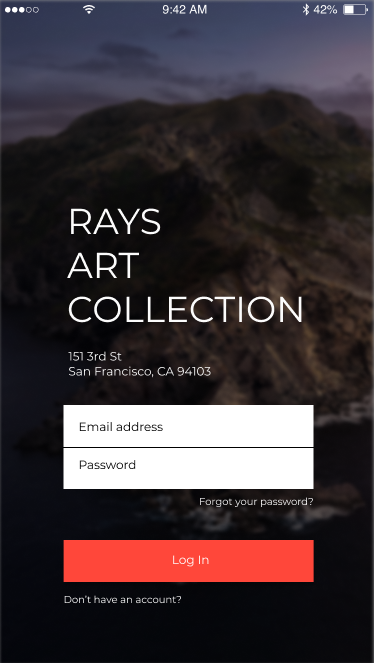 9:42 AM 42%
RAYS
ART
COLLECTION
151 3rd St
San Francisco, CA 94103
Email address
Password
Forgot your password?
Log In
Don't have an account?